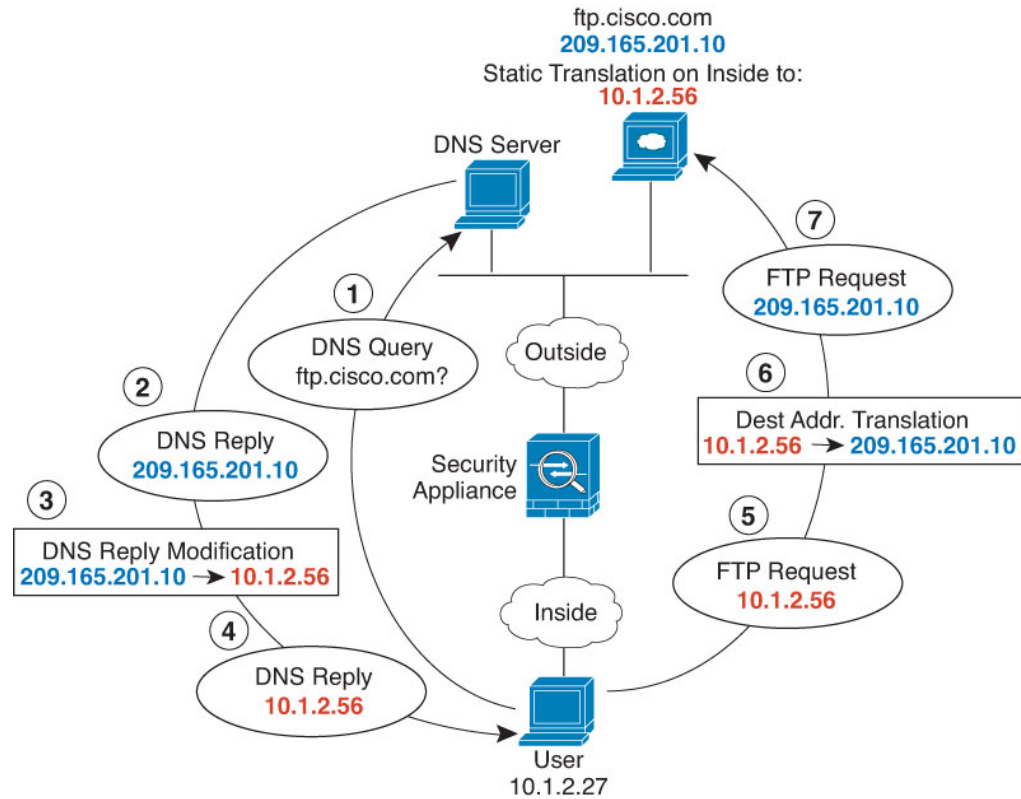 ftp.cisco.com
209.165.201.10
Static Translation on Inside to:
10.1.2.56
DNS Server
7
FTP Request
209.165.201.10
1
DNS Query
ftp.cisco.com?
Outside
6
Dest Addr. Translation
10.1.2.56 → 209.165.201.10
2
DNS Reply
209.165.201.10
Security
Appliance
3
DNS Reply Modification
209.165.201.10 → 10.1.2.56
5
FTP Request
10.1.2.56
Inside
4
DNS Reply
10.1.2.56
User
10.1.2.27